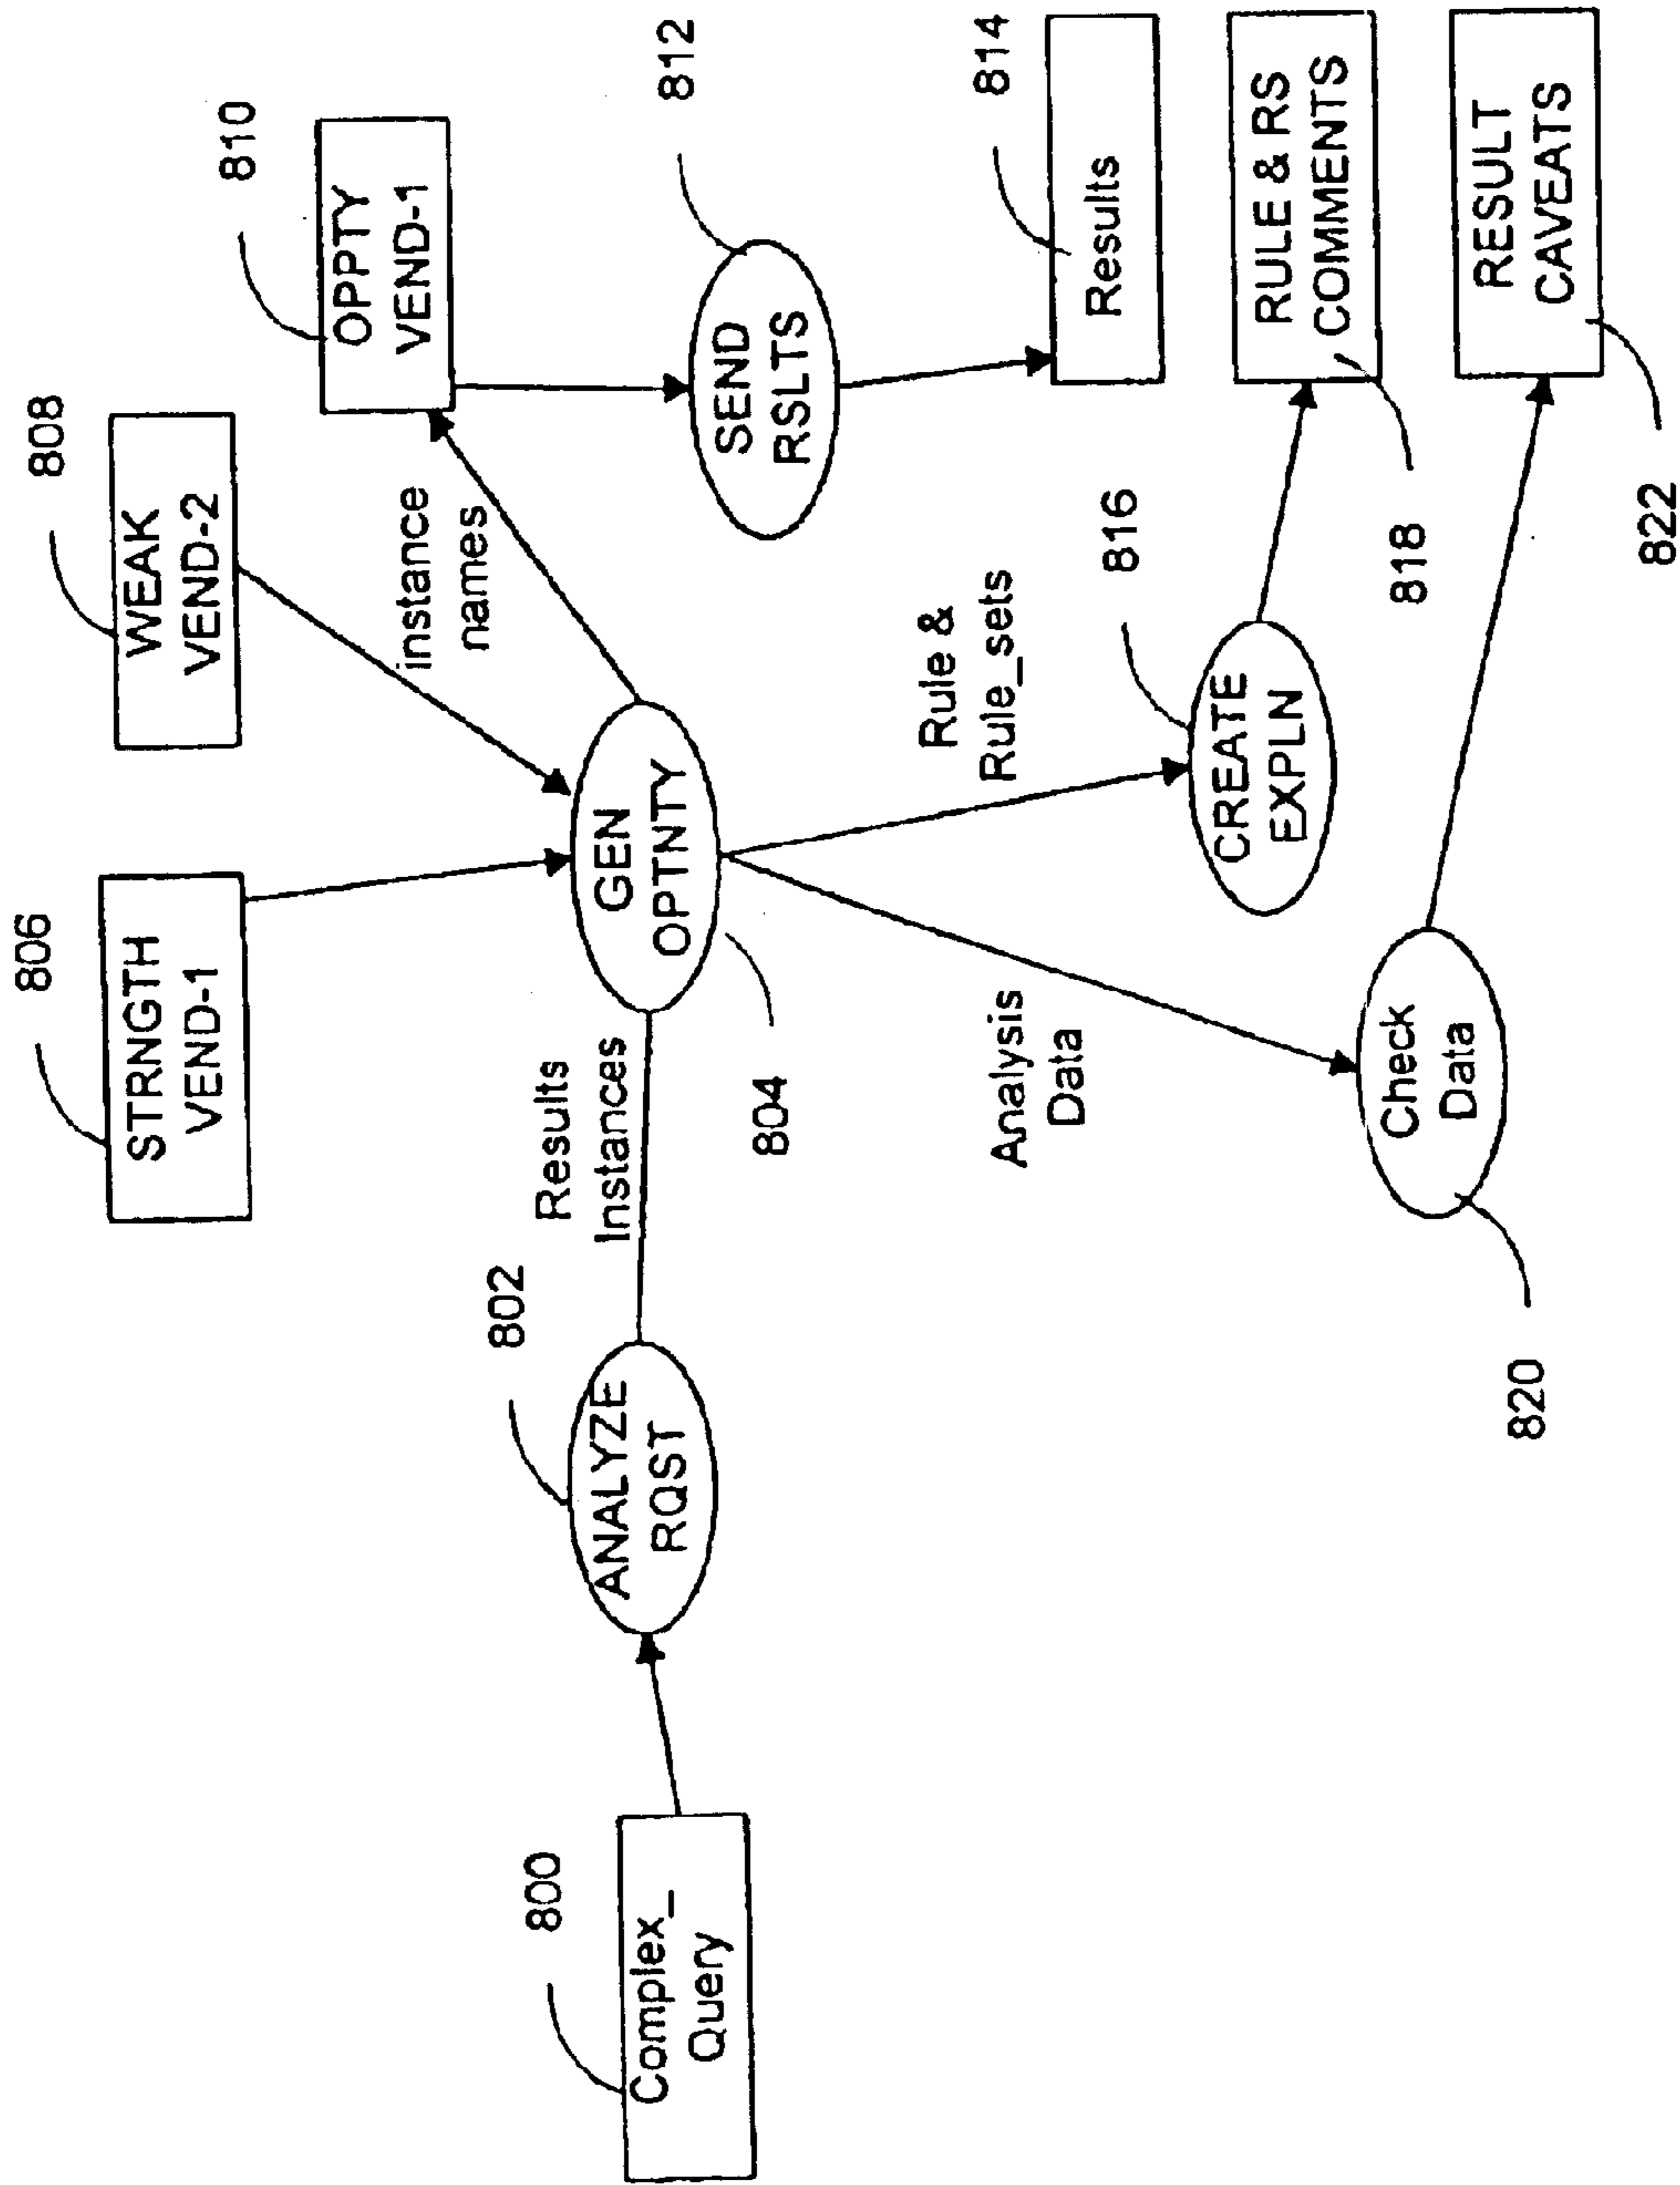 806
STRNGTH
VEND-1
808
WEAK
VEND-2
810
OPPTY
VEND-1
instance
names
812
SEND
RSLTS
814
Results
800
Complex_
Query
802
ANALYZE
RQST
Results
Instances
GEN
OPTNTY
804
Rule &
Rule_sets
816
CREATE
EXPLN
RULE & RS
COMMENTS
818
Analysis
Data
Check
Data
820
RESULT
CAVEATS
822